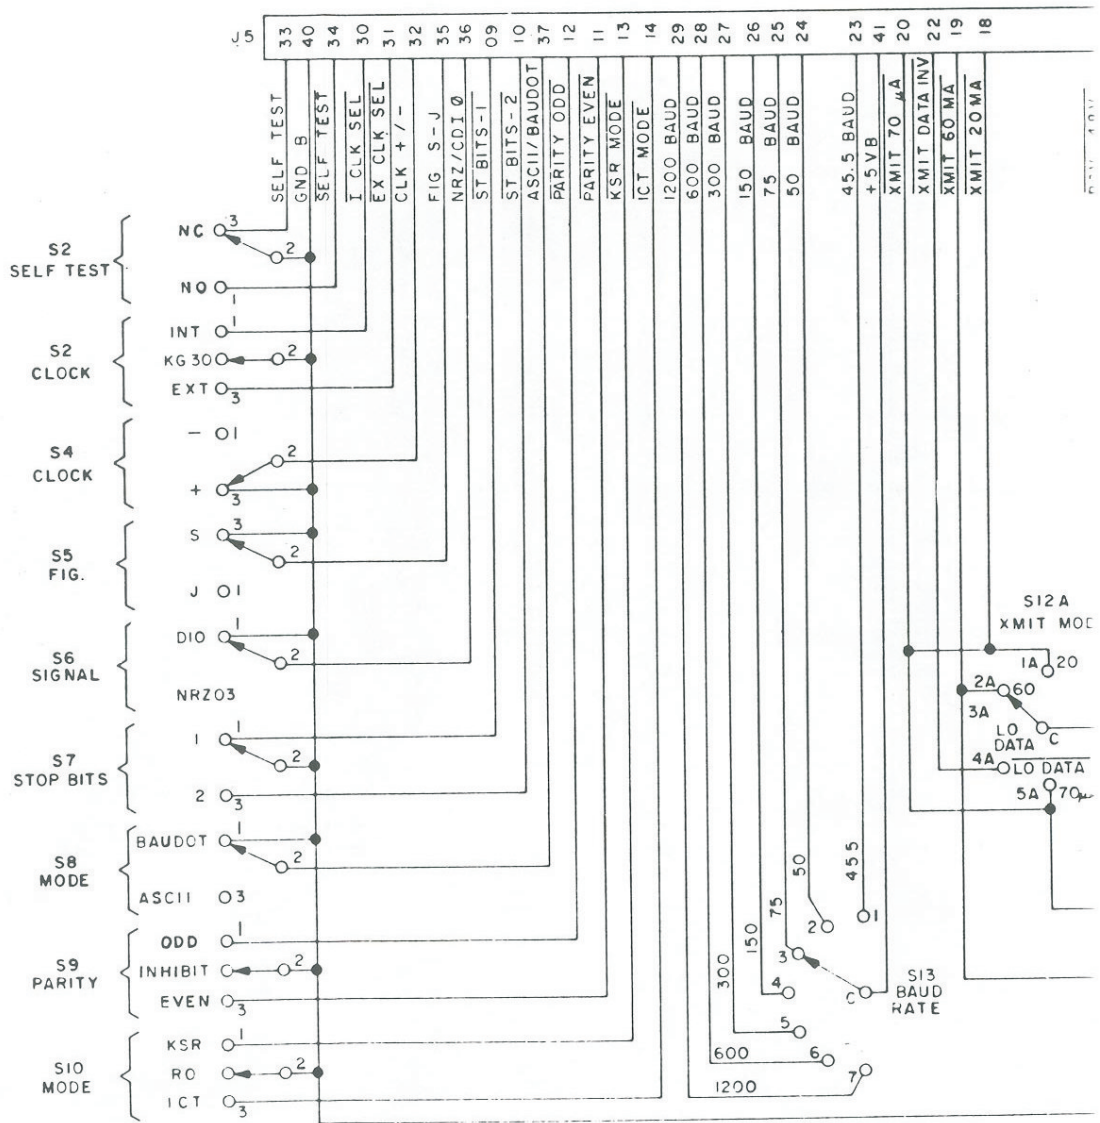 J5 33 40 34 30 31 32 35 36 09 10 37 12 11 13 14 29 28 27 26 25 24 23 41 20 22 19 18
SELF TEST
GND B
SELF TEST
I CLK SEL
EX CLK SEL
CLK +/-
FIG S-J
NRZ/CDI Ø
ST BITS-1
ST BITS-2
ASCII/BAUDOT
PARITY ODD
PARITY EVEN
KSR MODE
ICT MODE
1200 BAUD
600 BAUD
300 BAUD
150 BAUD
75 BAUD
50 BAUD
45.5 BAUD
+5VB
XMIT 70 µA
XMIT DATA INV
XMIT 60 MA
XMIT 20 MA
S2
SELF TEST
NC 3
2
NO
1
S2
CLOCK
INT 1
KG30 2
EXT 3
S4
CLOCK
- 1
2
+ 3
S5
FIG.
S 3
2
J 1
S6
SIGNAL
DIO 1
2
NRZO3
S7
STOP BITS
1 1
2
2 3
S8
MODE
BAUDOT 1
2
ASCII 3
S9
PARITY
ODD 1
INHIBIT 2
EVEN 3
S10
MODE
KSR 1
RO 2
ICT 3
S12A
XMIT MOD
1A 20
2A 60
3A
LO
DATA C
4A LO DATA
5A 70µ
50
455
75
150
300
600
1200
1
2
3
4
5
6
7
C
S13
BAUD
RATE